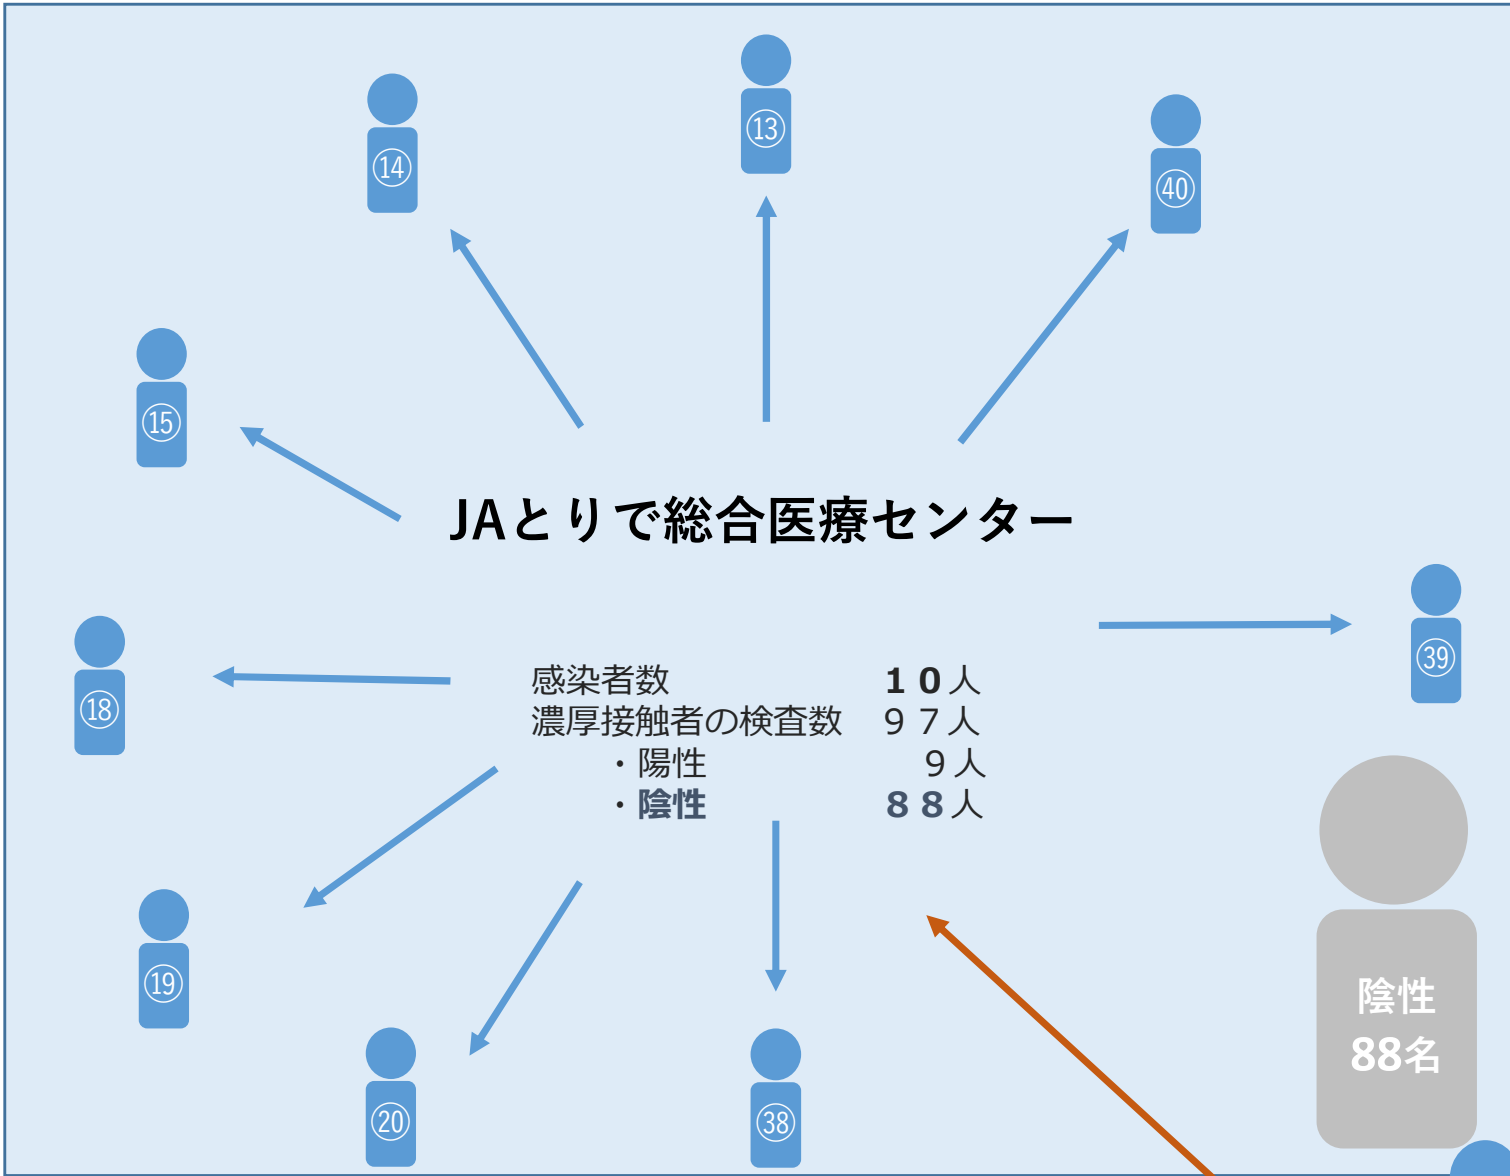 ⑬
⑭
㊵
⑮
JAとりで総合医療センター
㊴
⑱
感染者数 １０人
濃厚接触者の検査数 ９７人
・陽性 ９人
・陰性 ８８人
⑲
陰性
88名
⑳
㊳